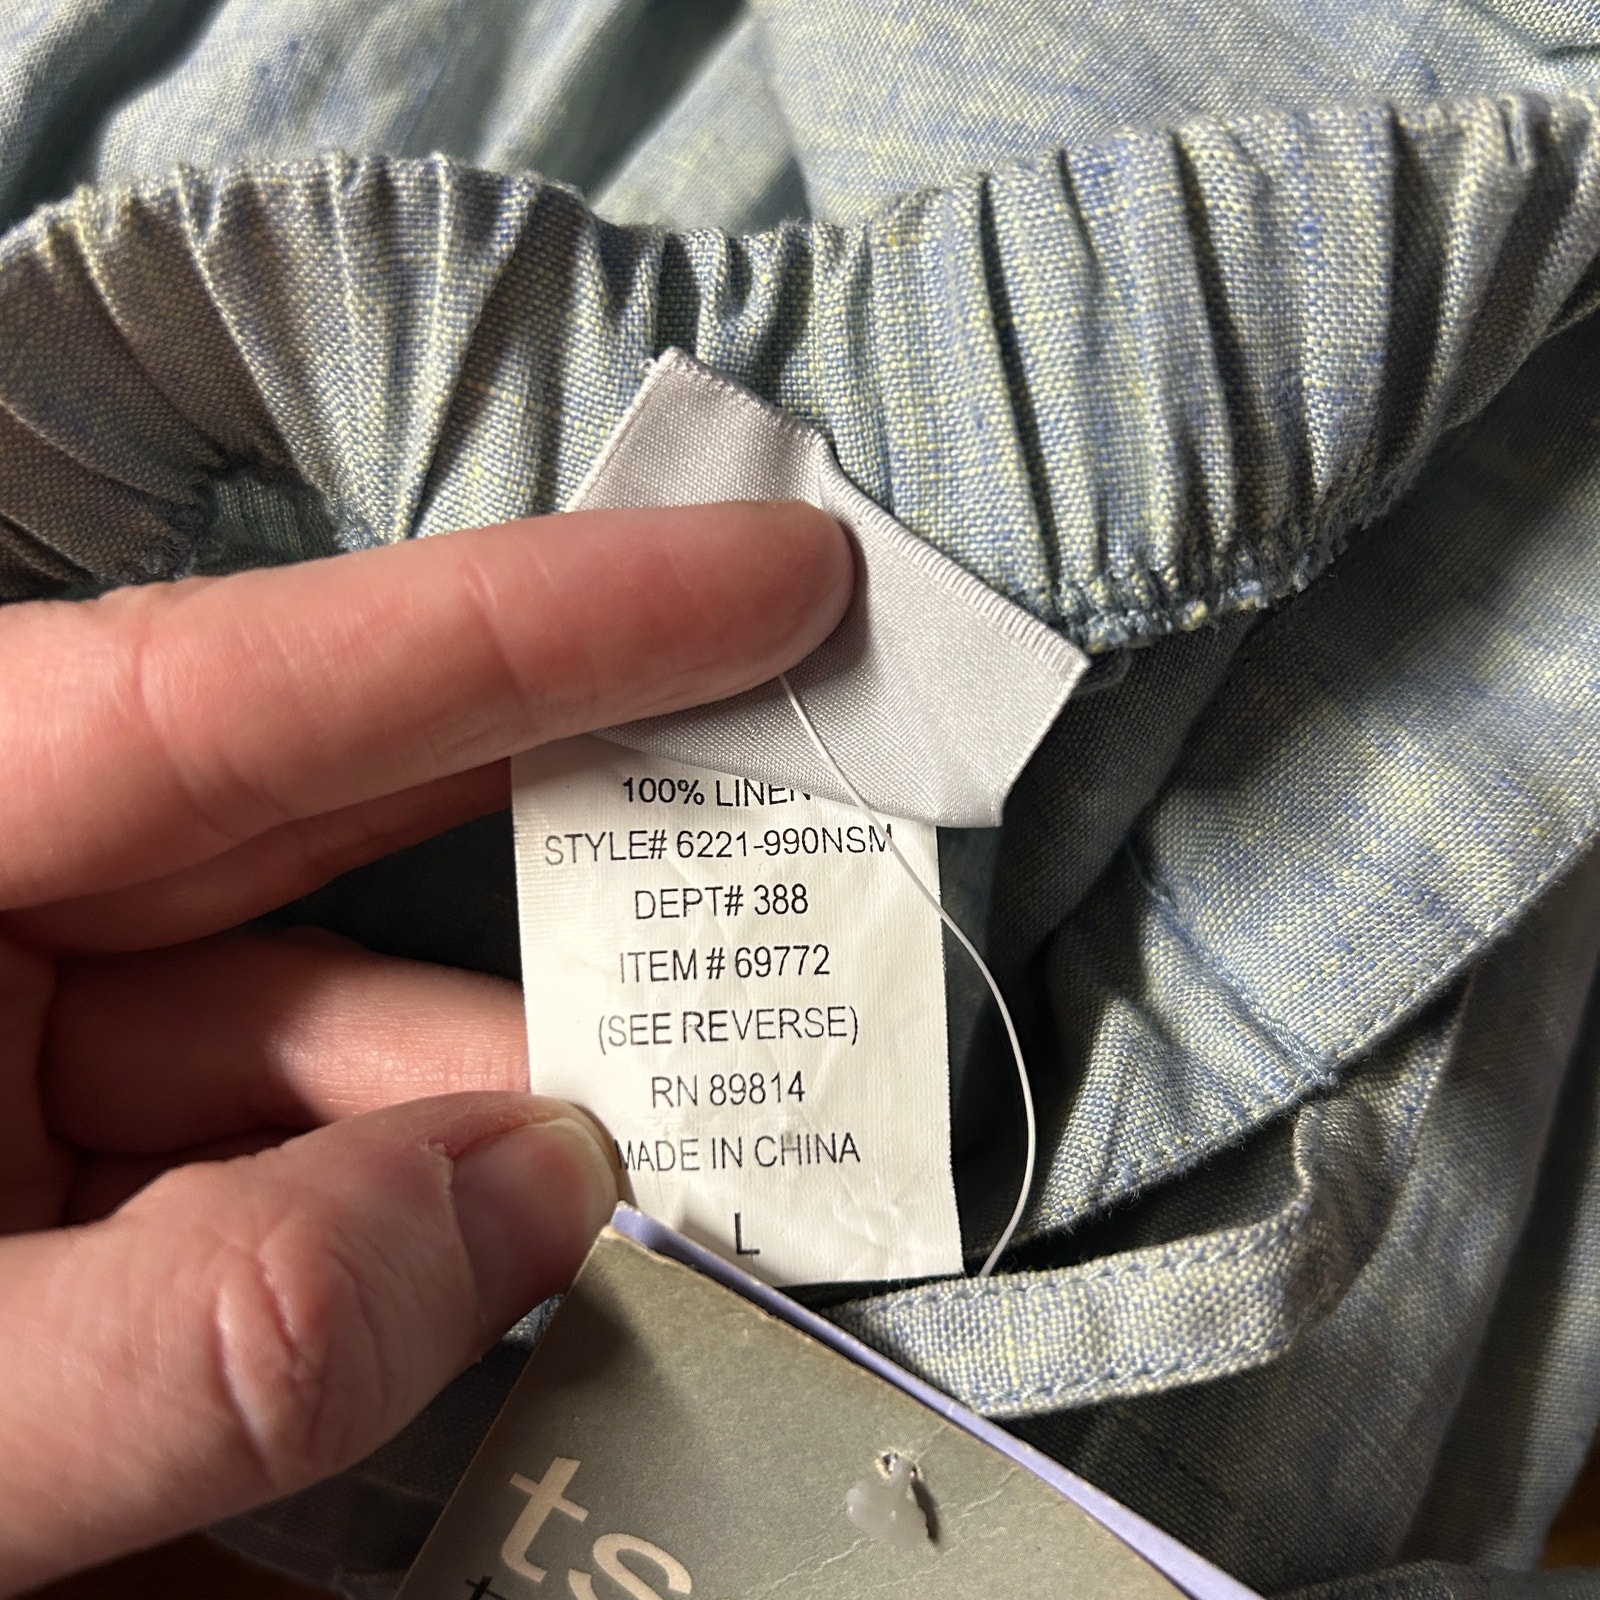 100% LINEN
STYLE# 6221-990NSM
DEPT# 388
ITEM # 69772
(SEE REVERSE)
RN 89814
MADE IN CHINA
L
ts